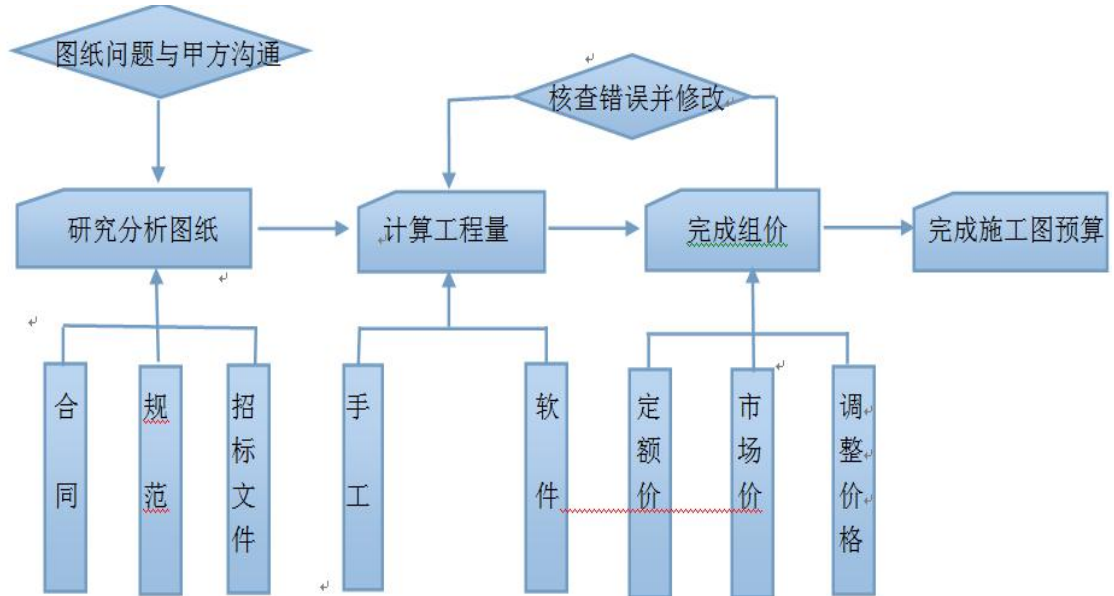 图纸问题与甲方沟通
核查错误并修改
研究分析图纸
计算工程量
完成组价
完成施工图预算
合同
规范
招标文件
手工
软件
定额价
市场价
调整价格